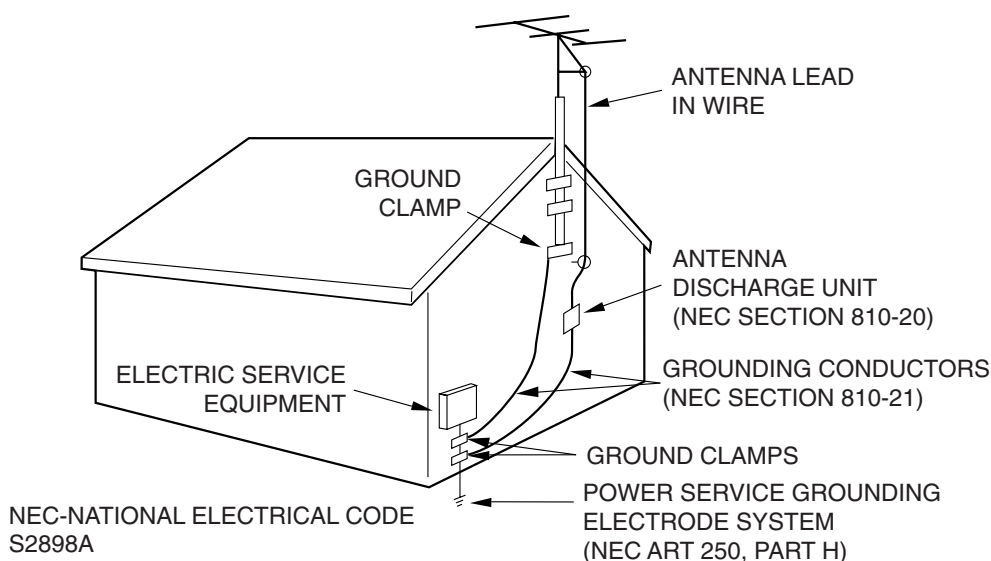 ANTENNA LEAD
IN WIRE
GROUND
CLAMP
ANTENNA
DISCHARGE UNIT
(NEC SECTION 810-20)
ELECTRIC SERVICE
EQUIPMENT
GROUNDING CONDUCTORS
(NEC SECTION 810-21)
GROUND CLAMPS
POWER SERVICE GROUNDING
ELECTRODE SYSTEM
(NEC ART 250, PART H)
NEC-NATIONAL ELECTRICAL CODE
S2898A